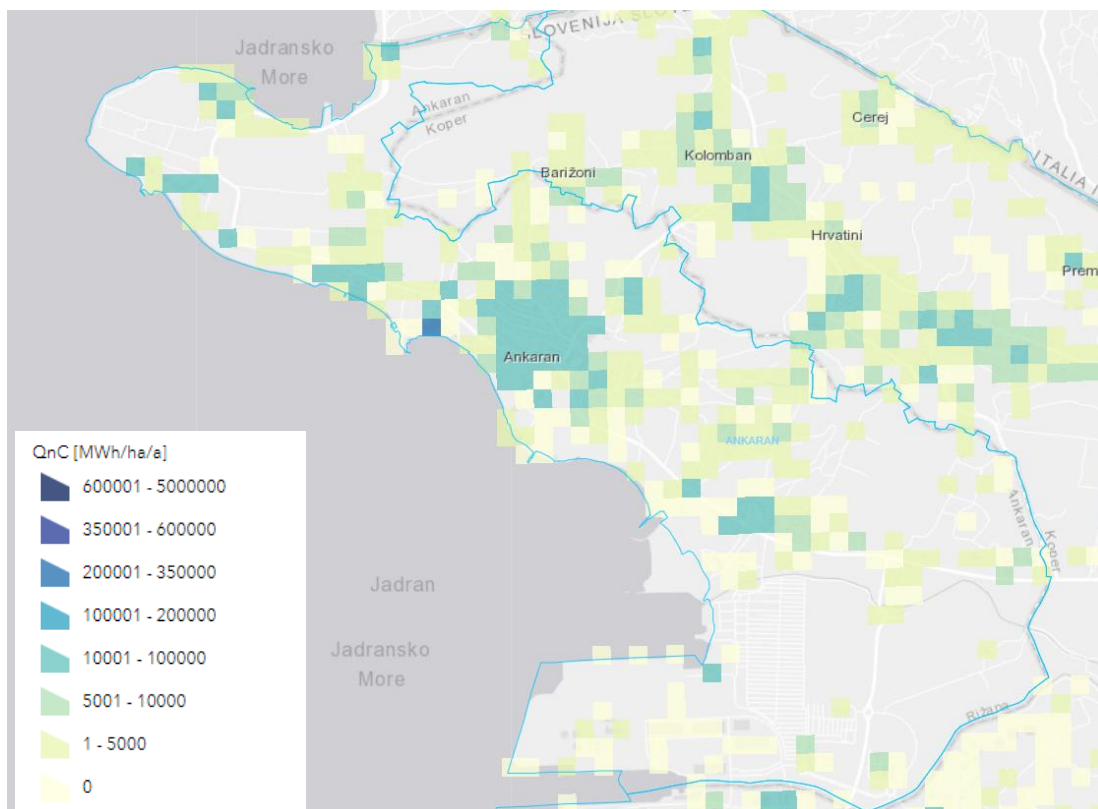 SLOVENIJA SLOV
Jadransko
More
Ankaran
Koper
Cerej
Kolomban
ITALIA I
Barižoni
Hrvatini
Prem
Ankaran
ANKARAN
QnC [MWh/ha/a]
600001 - 5000000
350001 - 600000
200001 - 350000
100001 - 200000
10001 - 100000
5001 - 10000
1 - 5000
0
Ankaran
Koper
Jadran
Jadransko
More
Rižana